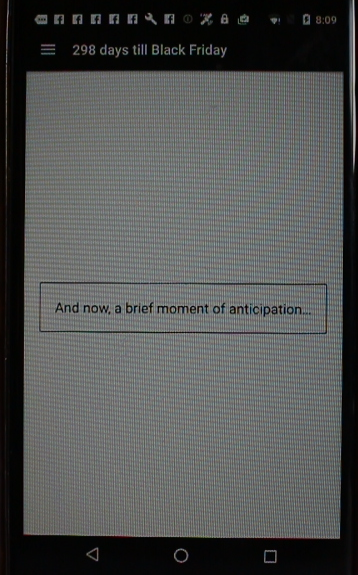 8:09
298 days till Black Friday
And now, a brief moment of anticipation...